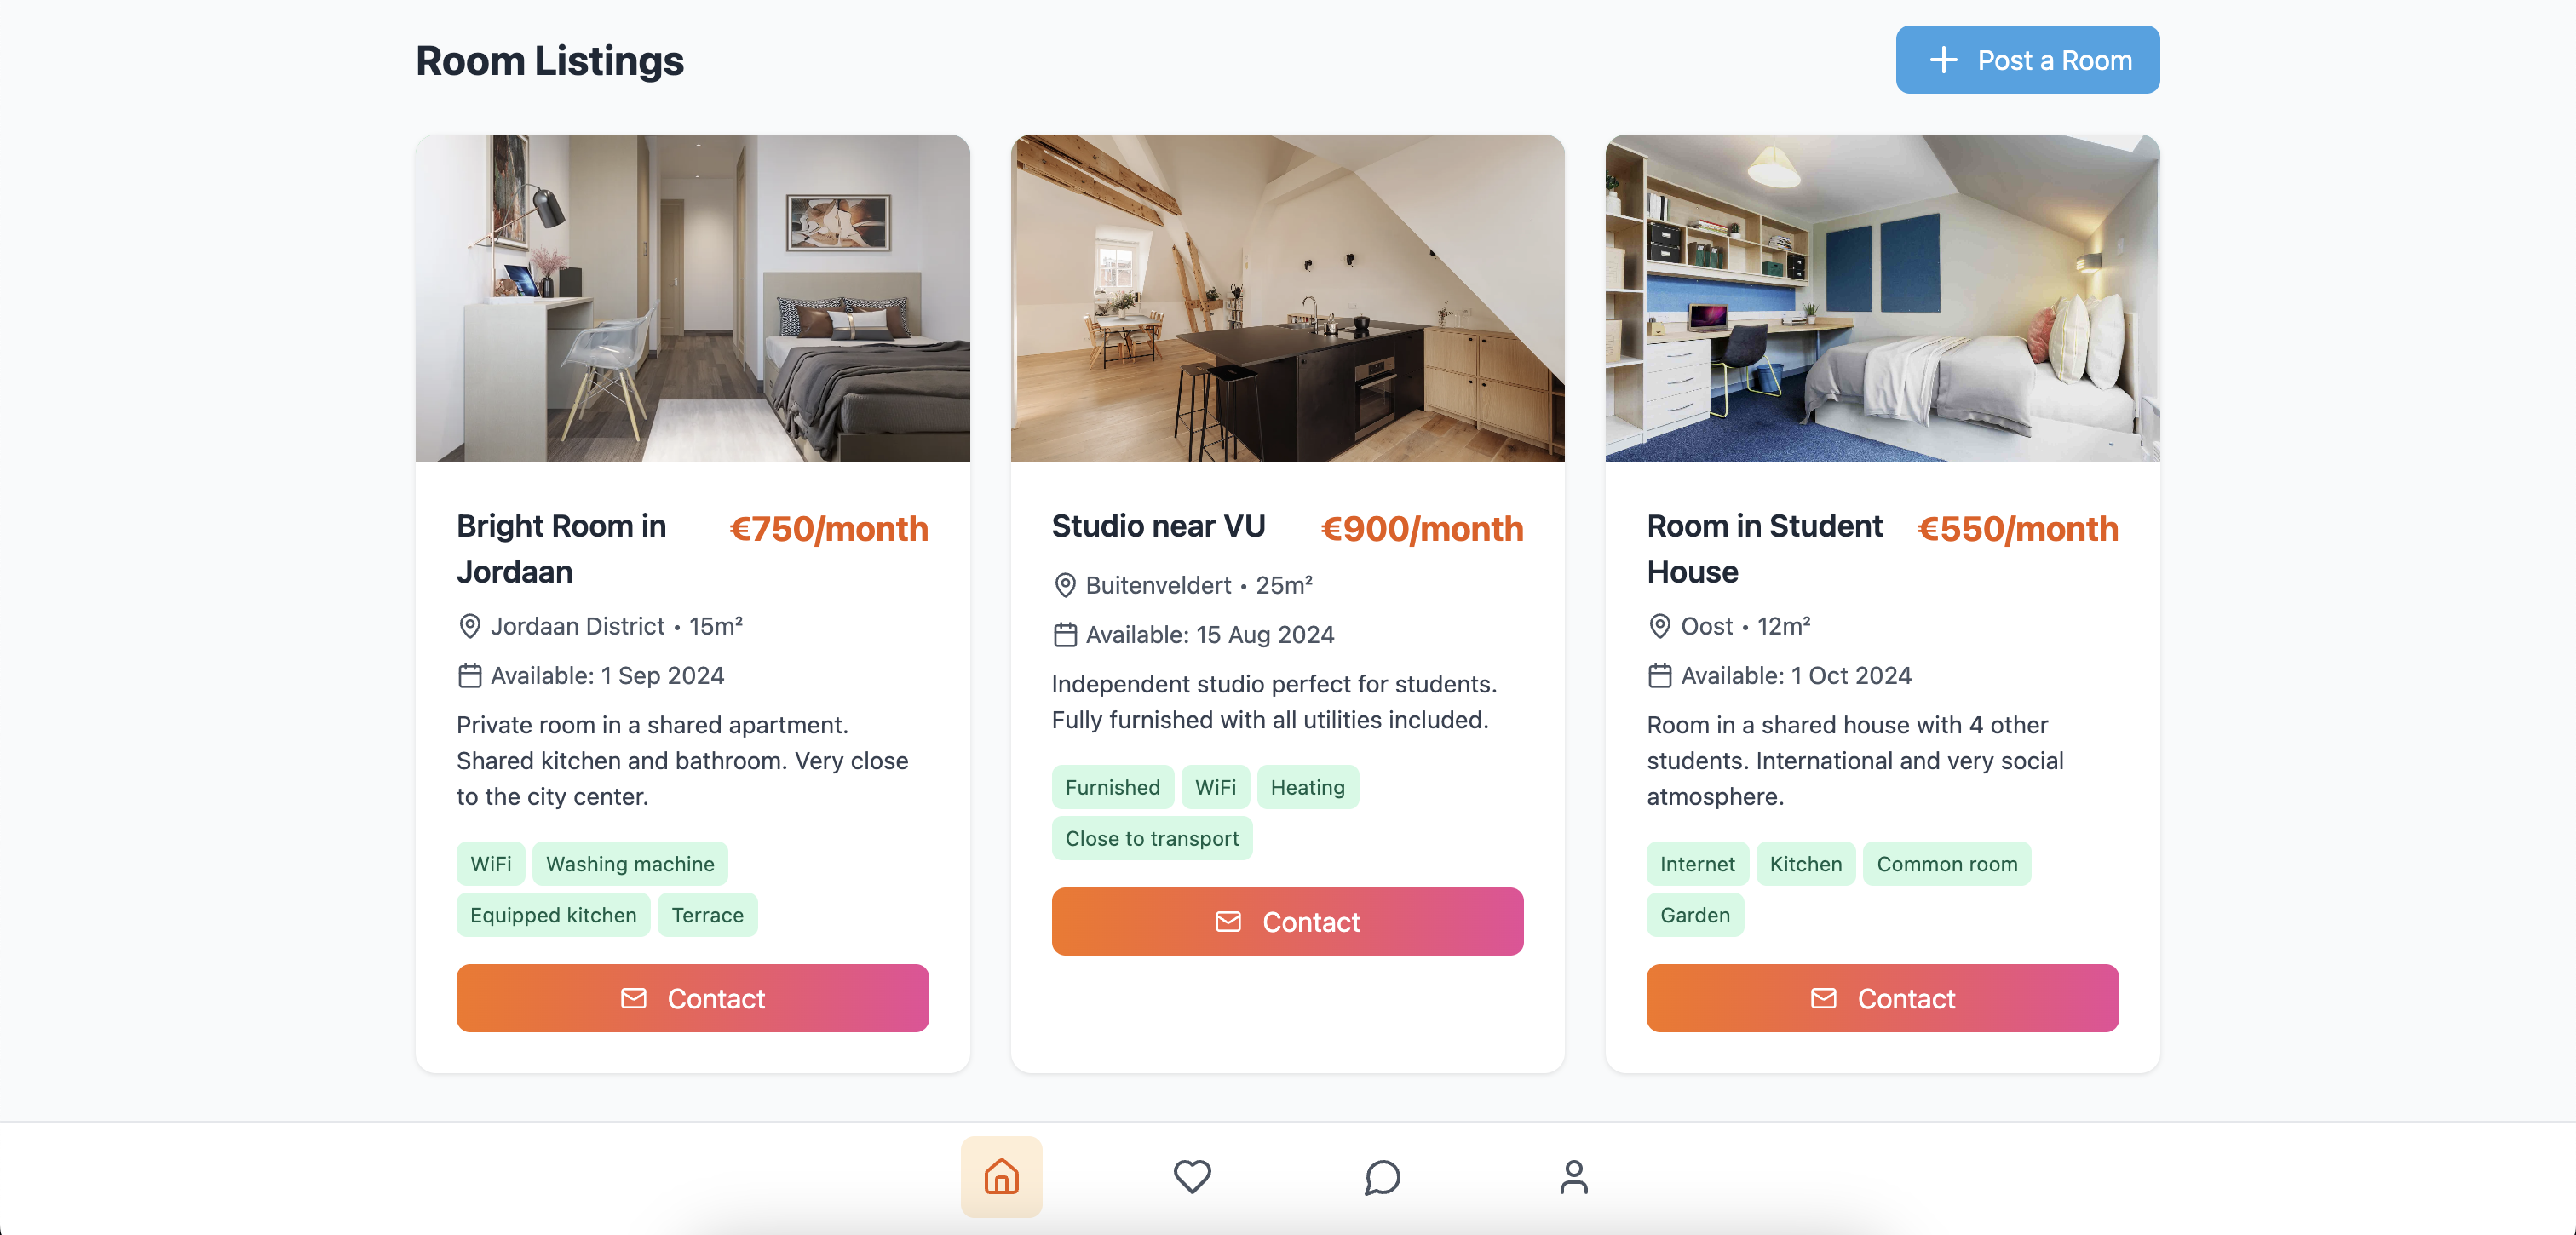 Room Listings
Post a Room
Bright Room in
Jordaan
€750/month
Jordaan District • 15m²
Available: 1 Sep 2024
Private room in a shared apartment.
Shared kitchen and bathroom. Very close
to the city center.
WiFi Washing machine
Equipped kitchen Terrace
Contact
Studio near VU
€900/month
Buitenveldert • 25m²
Available: 15 Aug 2024
Independent studio perfect for students.
Fully furnished with all utilities included.
Furnished WiFi Heating
Close to transport
Contact
Room in Student
House
€550/month
Oost • 12m²
Available: 1 Oct 2024
Room in a shared house with 4 other
students. International and very social
atmosphere.
Internet Kitchen Common room
Garden
Contact